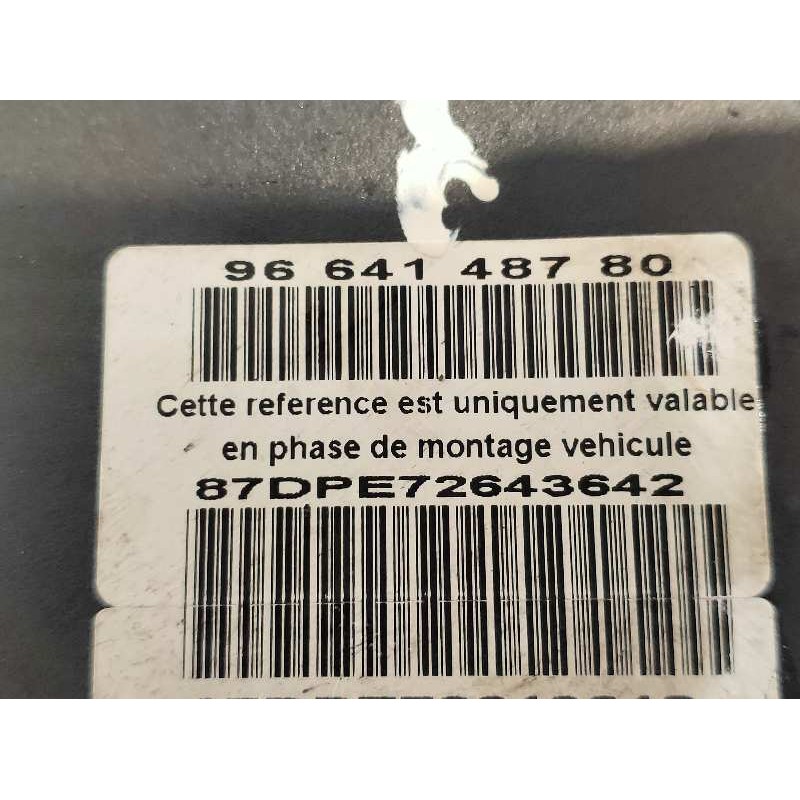 96 641 487 80
Cette reference est uniquement valable
en phase de montage vehicule
87DPE72643642